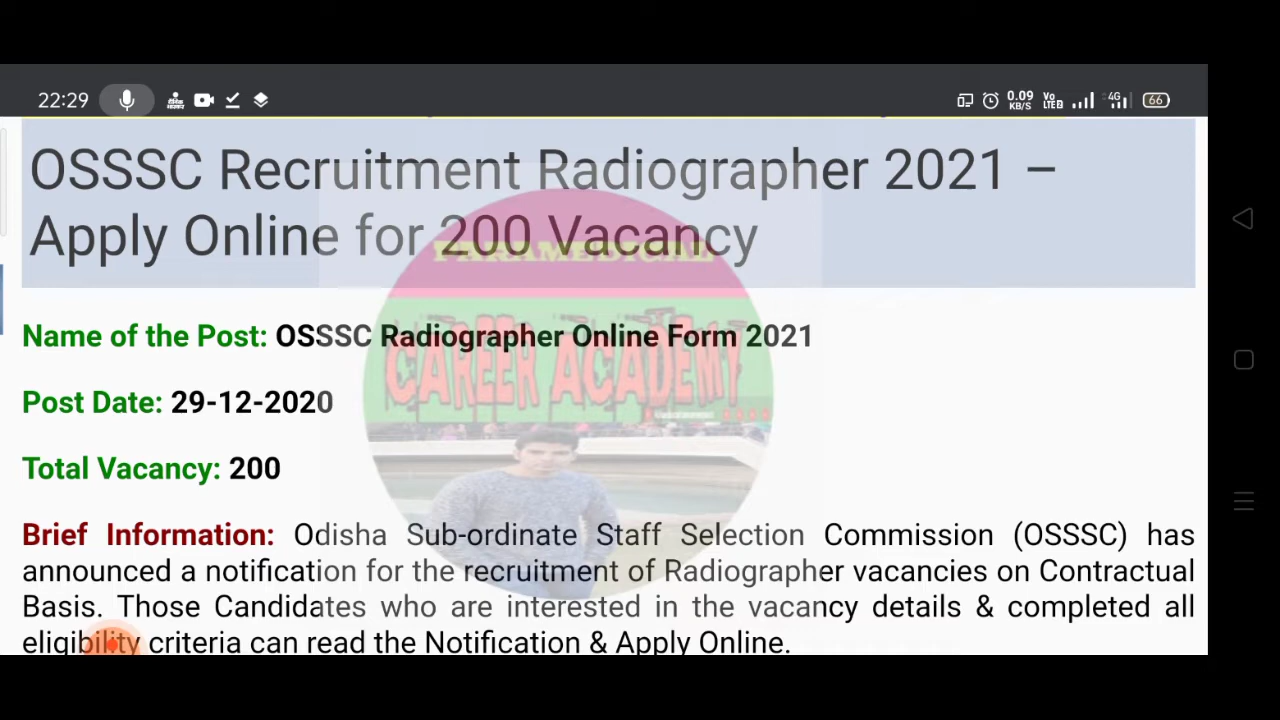 22:29
0.09
KB/S
Vo
LTE
4G
66
OSSSC Recruitment Radiographer 2021 –
Apply Online for 200 Vacancy
PARAMEDICAL
Name of the Post: OSSSC Radiographer Online Form 2021
CAREER ACADEMY
Post Date: 29-12-2020
Total Vacancy: 200
Brief Information: Odisha Sub-ordinate Staff Selection Commission (OSSSC) has
announced a notification for the recruitment of Radiographer vacancies on Contractual
Basis. Those Candidates who are interested in the vacancy details & completed all
eligibility criteria can read the Notification & Apply Online.